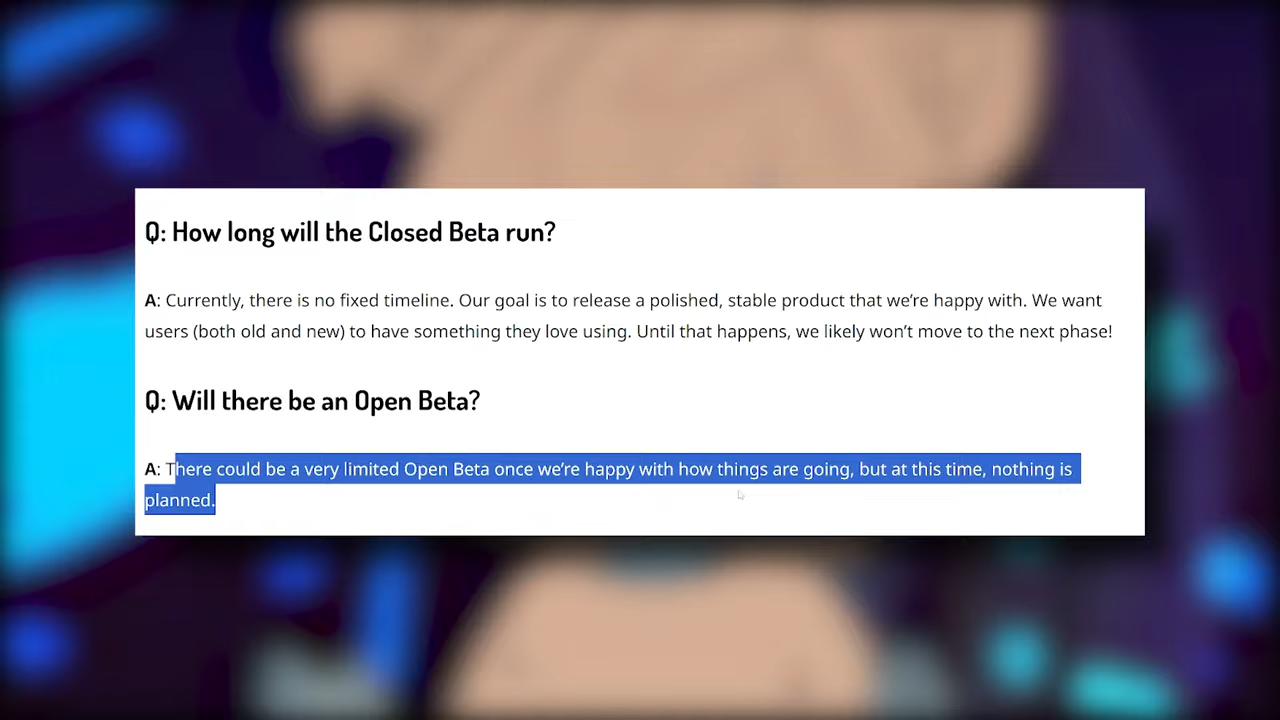 Q: How long will the Closed Beta run?
A: Currently, there is no fixed timeline. Our goal is to release a polished, stable product that we’re happy with. We want
users (both old and new) to have something they love using. Until that happens, we likely won’t move to the next phase!
Q: Will there be an Open Beta?
A: There could be a very limited Open Beta once we’re happy with how things are going, but at this time, nothing is
planned.